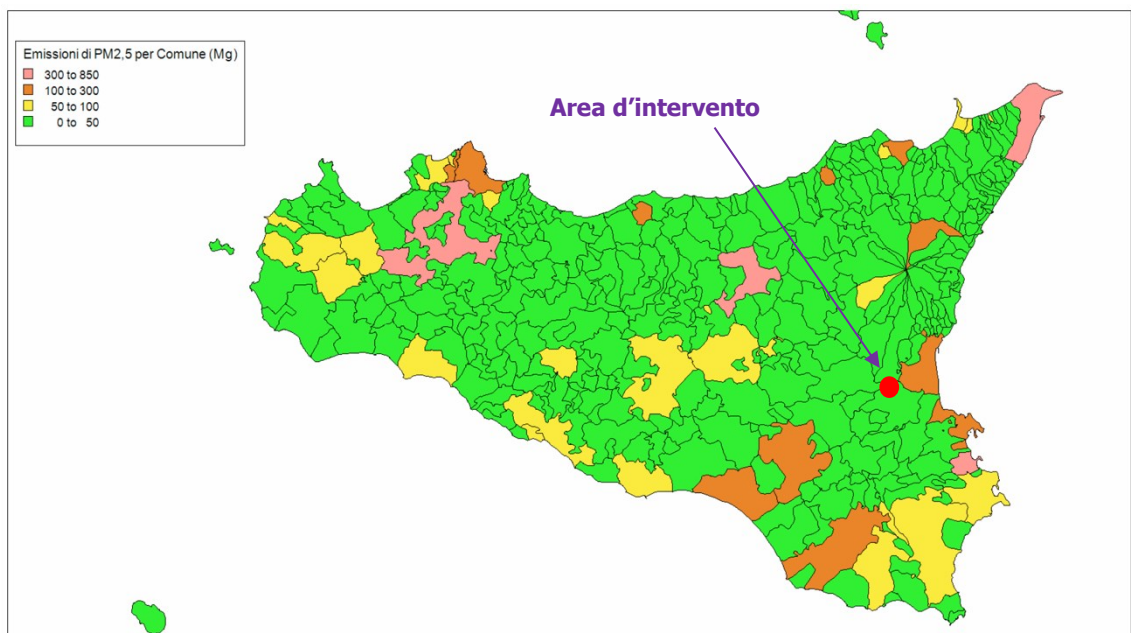 Emissioni di PM2,5 per Comune (Mg)
300 to 850
100 to 300
50 to 100
0 to 50
Area d’intervento